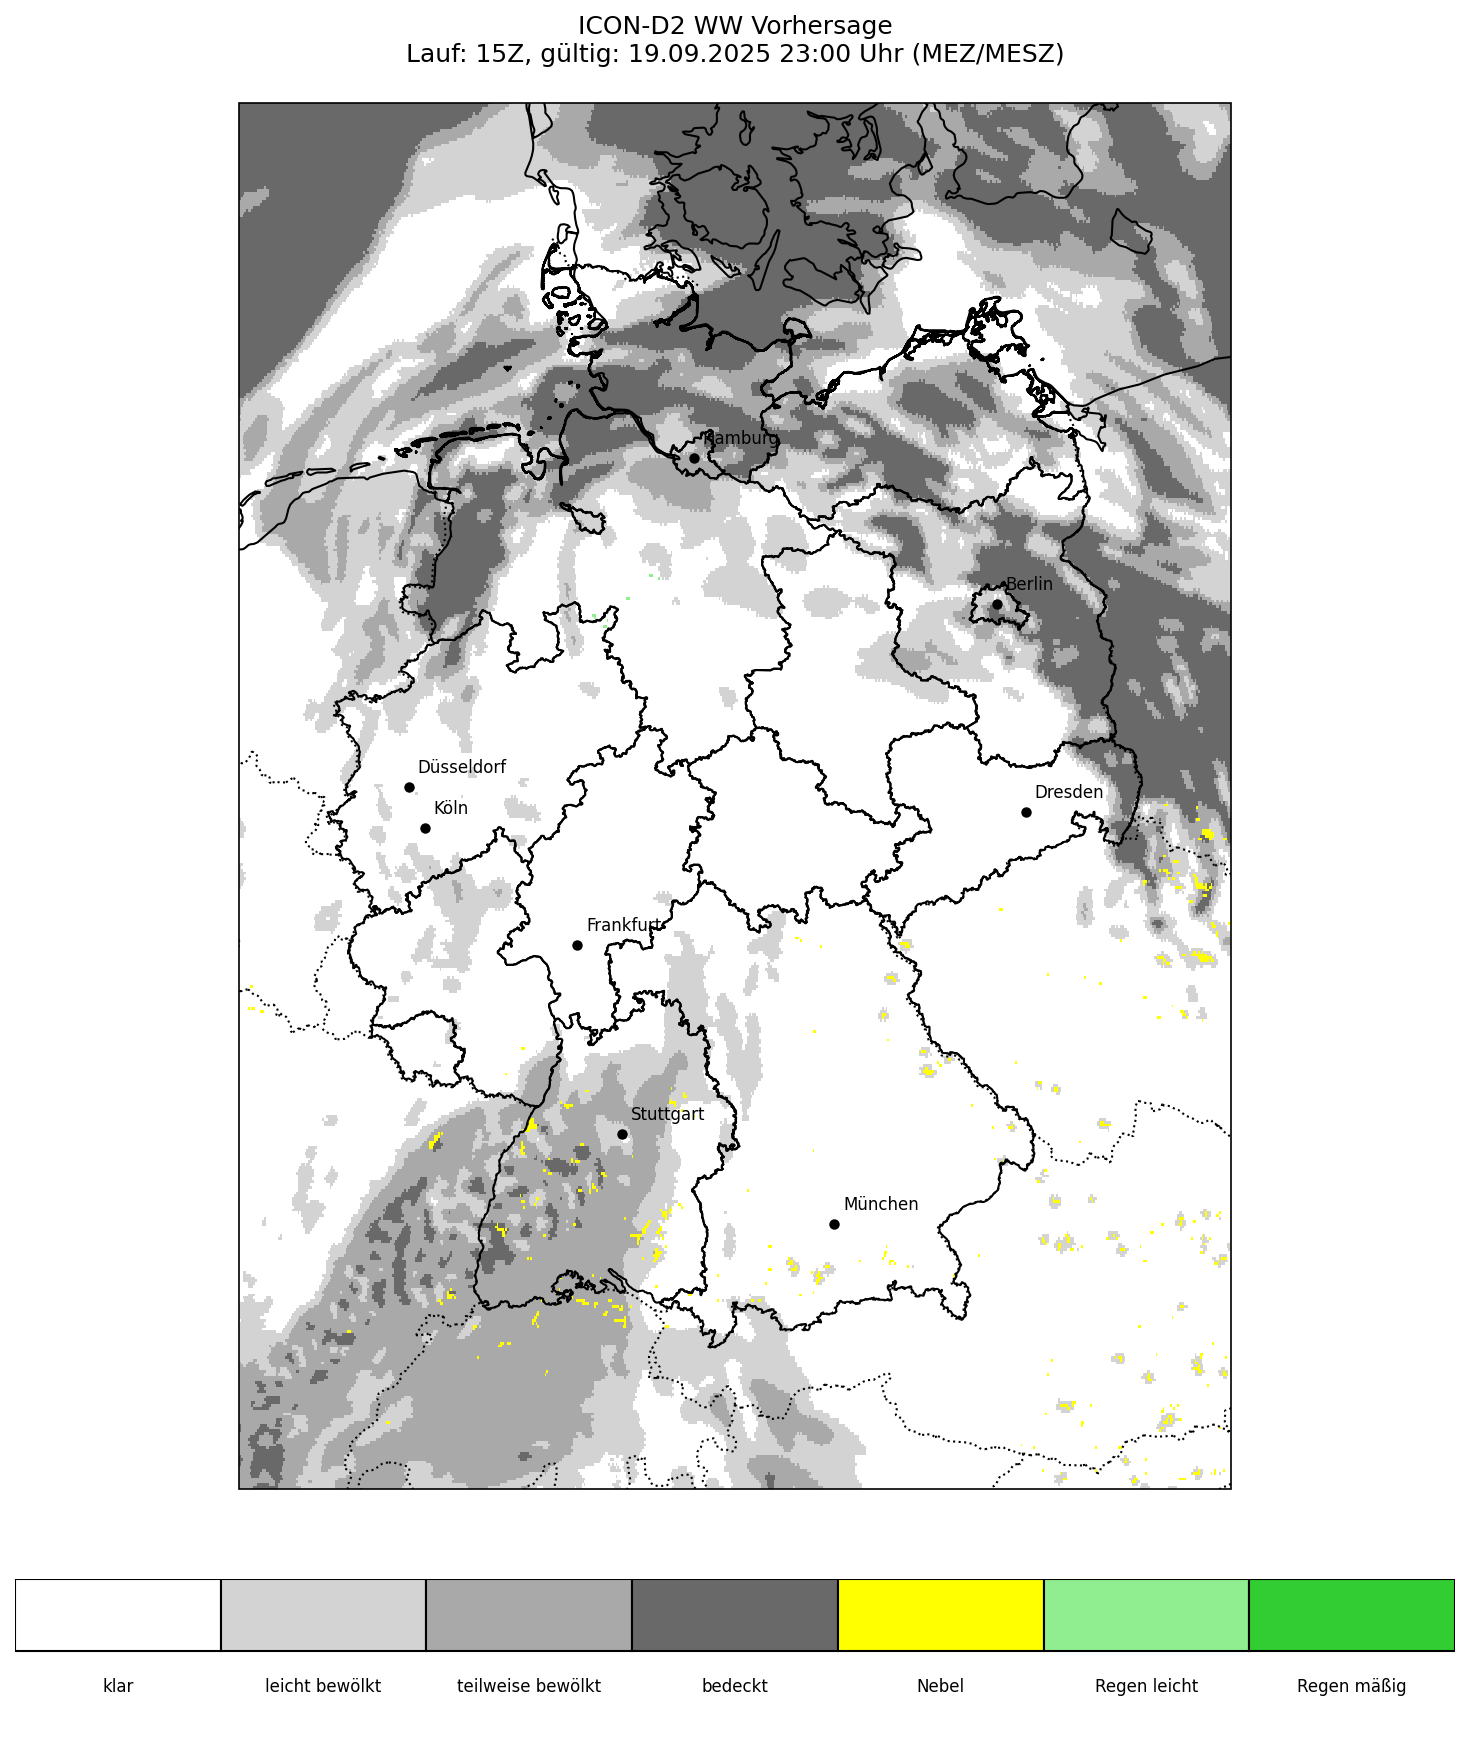 ICON-D2 WW Vorhersage
Lauf: 15Z, gültig: 19.09.2025 23:00 Uhr (MEZ/MESZ)
Hamburg
Berlin
Düsseldorf
Köln
Dresden
Frankfurt
Stuttgart
München
klar
leicht bewölkt
teilweise bewölkt
bedeckt
Nebel
Regen leicht
Regen mäßig